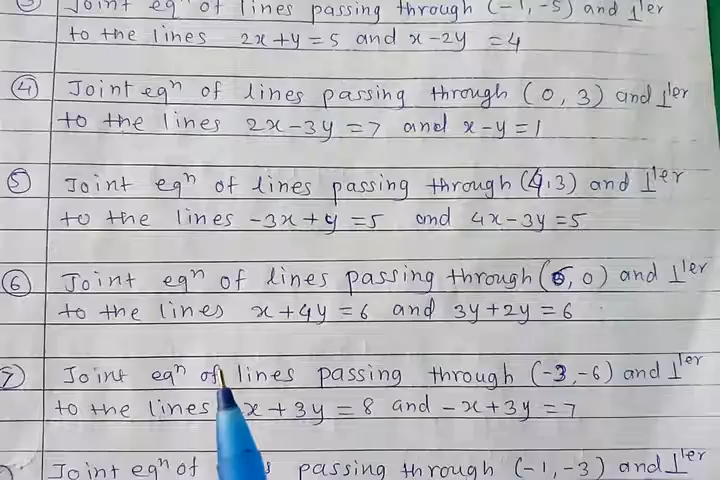 ③ Joint eqⁿ of lines passing through (-1,-5) and ⊥ler
to the lines 2x+y=5 and x-2y =4
④ Joint eqⁿ of lines passing through (0, 3) and ⊥ler
to the lines 2x-3y=7 and x-y=1
⑤ Joint eqⁿ of lines passing through (4,3) and ⊥ler
to the lines -3x+y=5 and 4x-3y=5
⑥ Joint eqⁿ of lines passing through (5, 0) and ⊥ler
to the lines x+4y=6 and 3y+2y=6
⑦ Joint eqⁿ of lines passing through (-3,-6) and ⊥ler
to the lines x+3y=8 and -x+3y=7
Joint eqⁿ of passing through (-1,-3) and ⊥ler